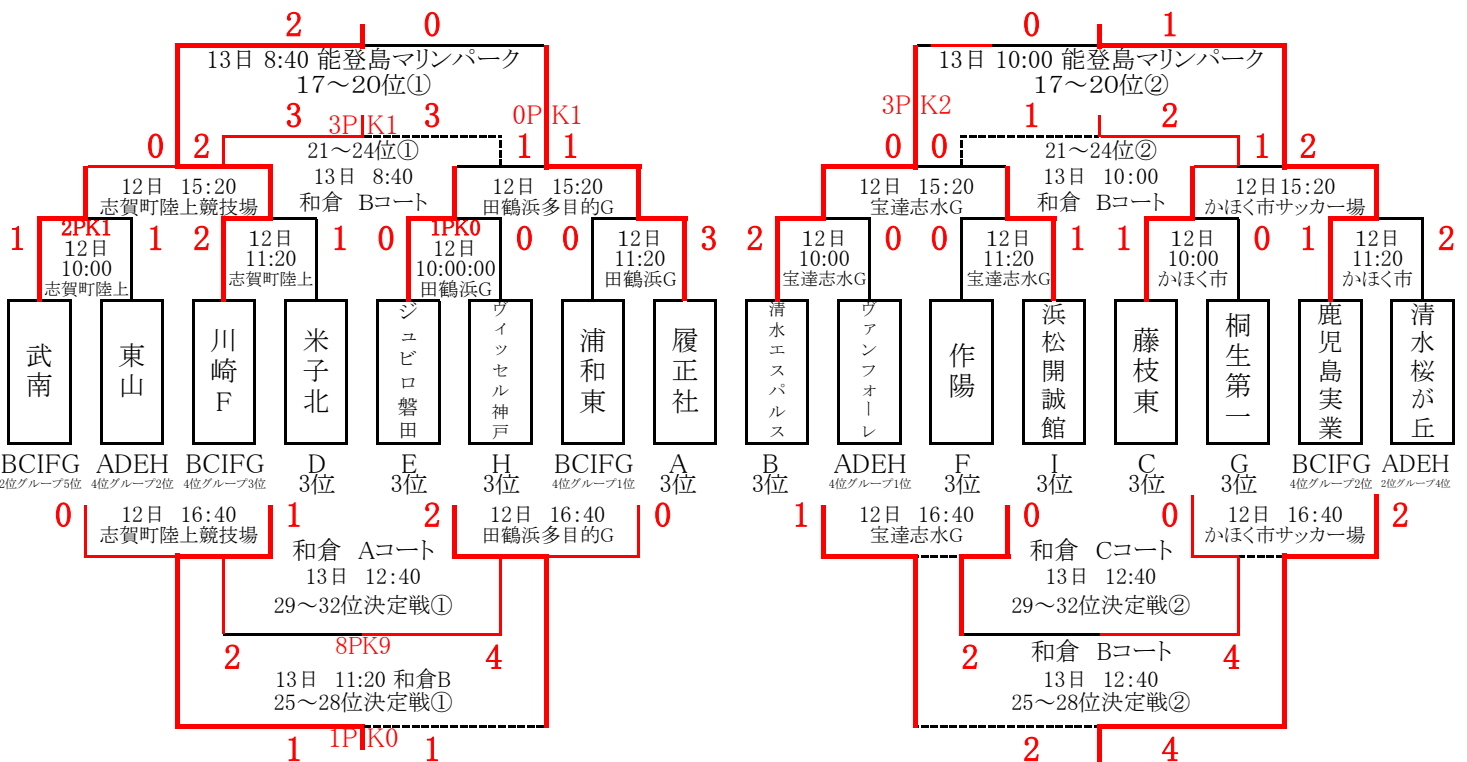 2 0 0 1
13日 8:40 能登島マリンパーク
17～20位①
13日 10:00 能登島マリンパーク
17～20位②
3 3PK1 3 0PK1
3PK2 1 2
0 2 21～24位① 1 1
0 0 21～24位② 1 2
13日 8:40
和倉 Bコート
13日 10:00
和倉 Bコート
12日 15:20
志賀町陸上競技場
12日 15:20
田鶴浜多目的G
12日 15:20
宝達志水G
12日15:20
かほく市サッカー場
1 2PK1 1
12日
10:00
志賀町陸上
2 1
12日
11:20
志賀町陸上
0 1PK0 0
12日
10:00:00
田鶴浜G
0 3
12日
11:20
田鶴浜G
2 0
12日
10:00
宝達志水G
0 1
12日
11:20
宝達志水G
1 0
12日
10:00
かほく市
1 2
12日
11:20
かほく市
武南
東山
川崎F
米子北
ジュビロ磐田
ヴィッセル神戸
浦和東
履正社
清水エスパルス
ヴァンフォーレ
作陽
浜松開誠館
藤枝東
桐生第一
鹿児島実業
清水桜が丘
BCIFG
2位グループ5位
ADEH
4位グループ2位
BCIFG
4位グループ3位
D
3位
E
3位
H
3位
BCIFG
4位グループ1位
A
3位
B
3位
ADEH
4位グループ1位
F
3位
I
3位
C
3位
G
3位
BCIFG
4位グループ2位
ADEH
2位グループ4位
0 1
12日 16:40
志賀町陸上競技場
2 0
12日 16:40
田鶴浜多目的G
1 0
12日 16:40
宝達志水G
0 2
12日 16:40
かほく市サッカー場
和倉 Aコート
13日 12:40
29～32位決定戦①
和倉 Cコート
13日 12:40
29～32位決定戦②
2 8PK9 4
2 4
13日 11:20 和倉B
25～28位決定戦①
和倉 Bコート
13日 12:40
25～28位決定戦②
1 1PK0 1
2 4